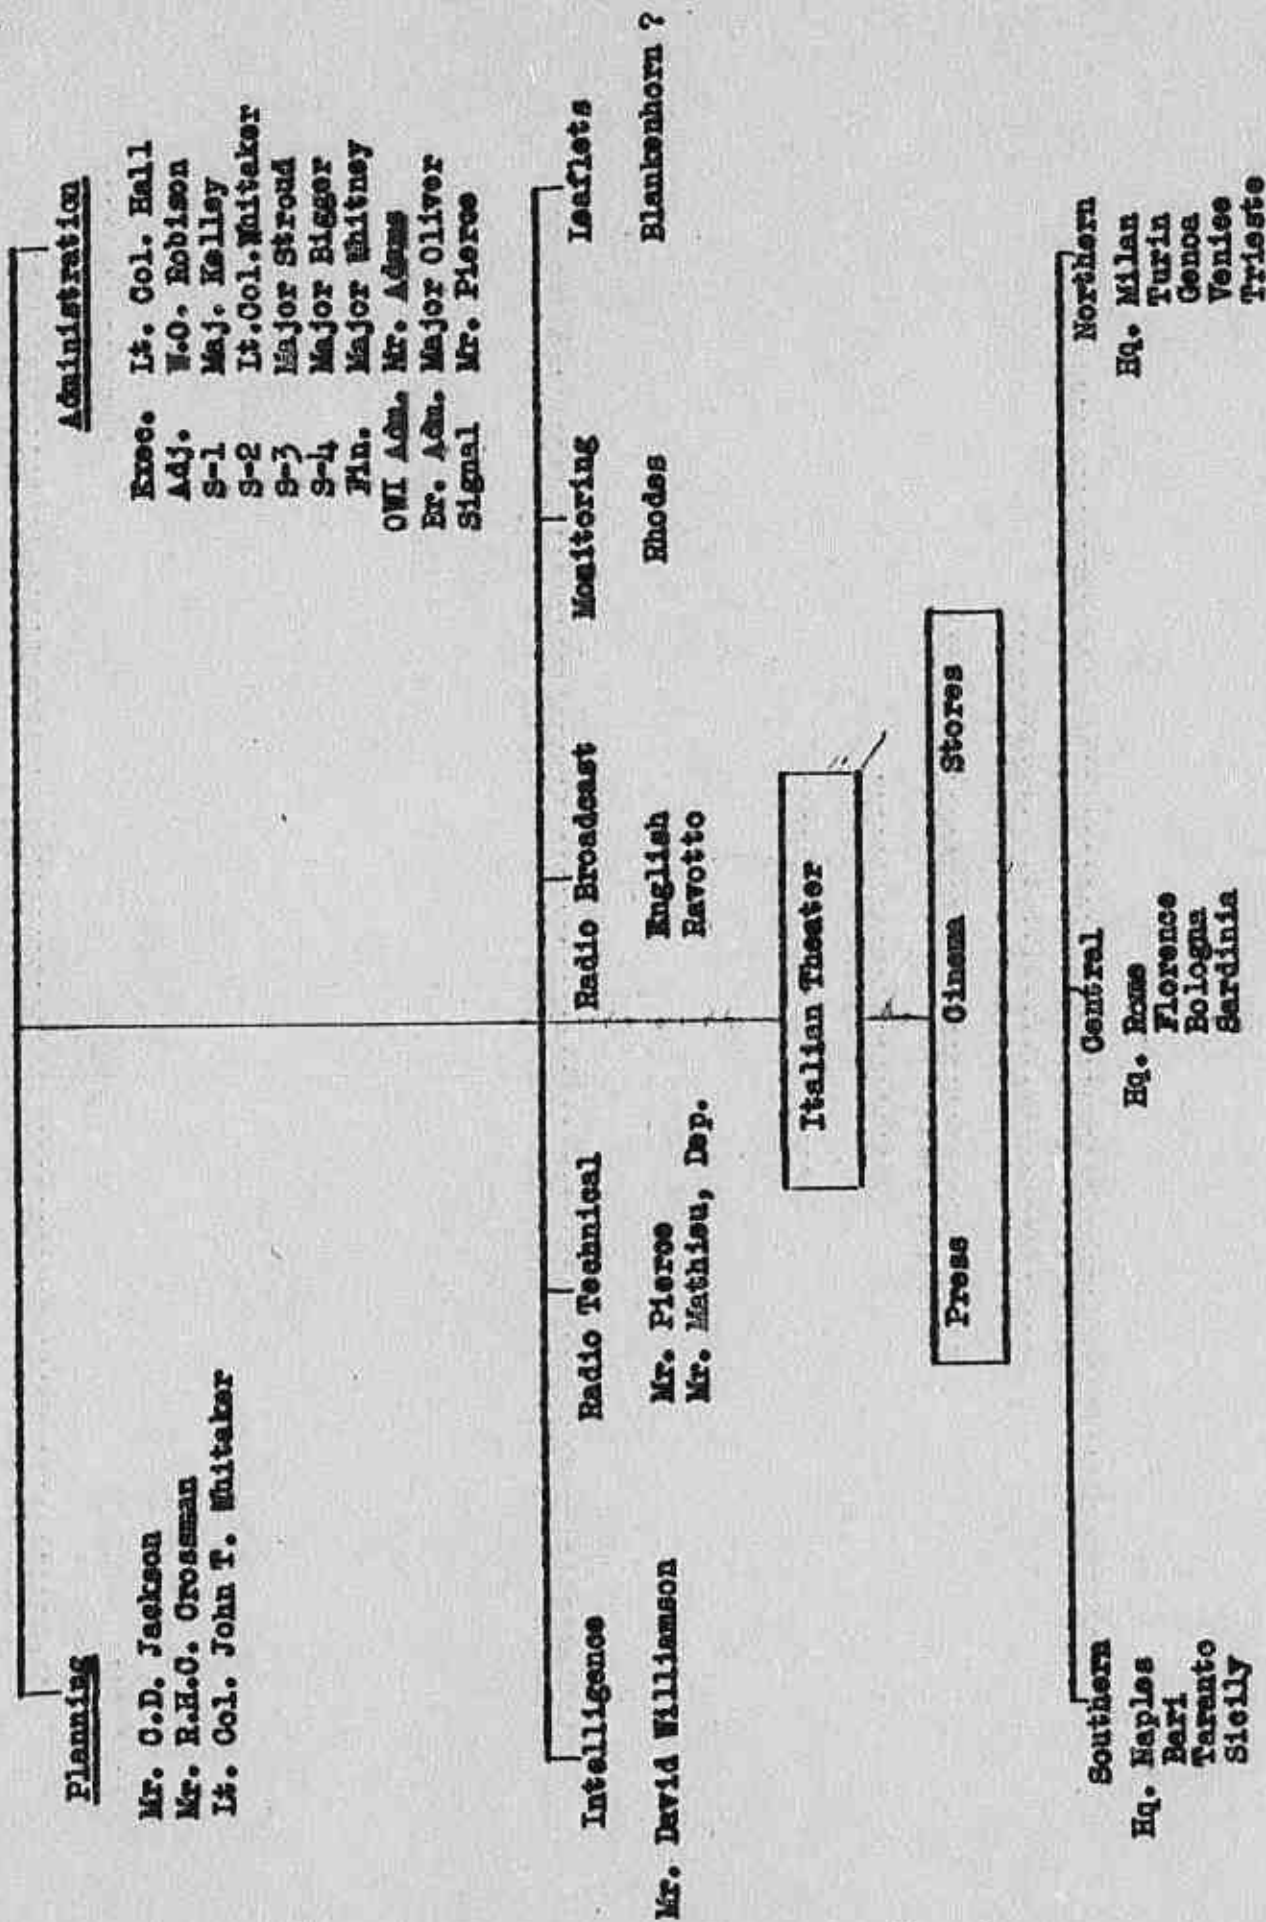 Planning
Mr. C.D. Jackson
Mr. R.H.C. Crossman
Lt. Col. John T. Whitaker
Administration
Exec. Lt. Col. Hall
Adj. W.O. Robison
S-1 Maj. Kelley
S-2 Lt.Col.Whitaker
S-3 Major Stroud
S-4 Major Bigger
Fin. Major Whitney
OWI Adm. Mr. Adams
Br. Adm. Major Oliver
Signal Mr. Pierce
Intelligence
Mr. David Williamson
Radio Technical
Mr. Pierce
Mr. Mathieu, Dep.
Radio Broadcast
English
Ravotto
Monitoring
Rhodes
Leaflets
Blankenhorn ?
Italian Theater
Press Cinema Stores
Southern
Hq. Naples
Bari
Taranto
Sicily
Central
Hq. Rome
Florence
Bologna
Sardinia
Northern
Hq. Milan
Turin
Genoa
Venice
Trieste